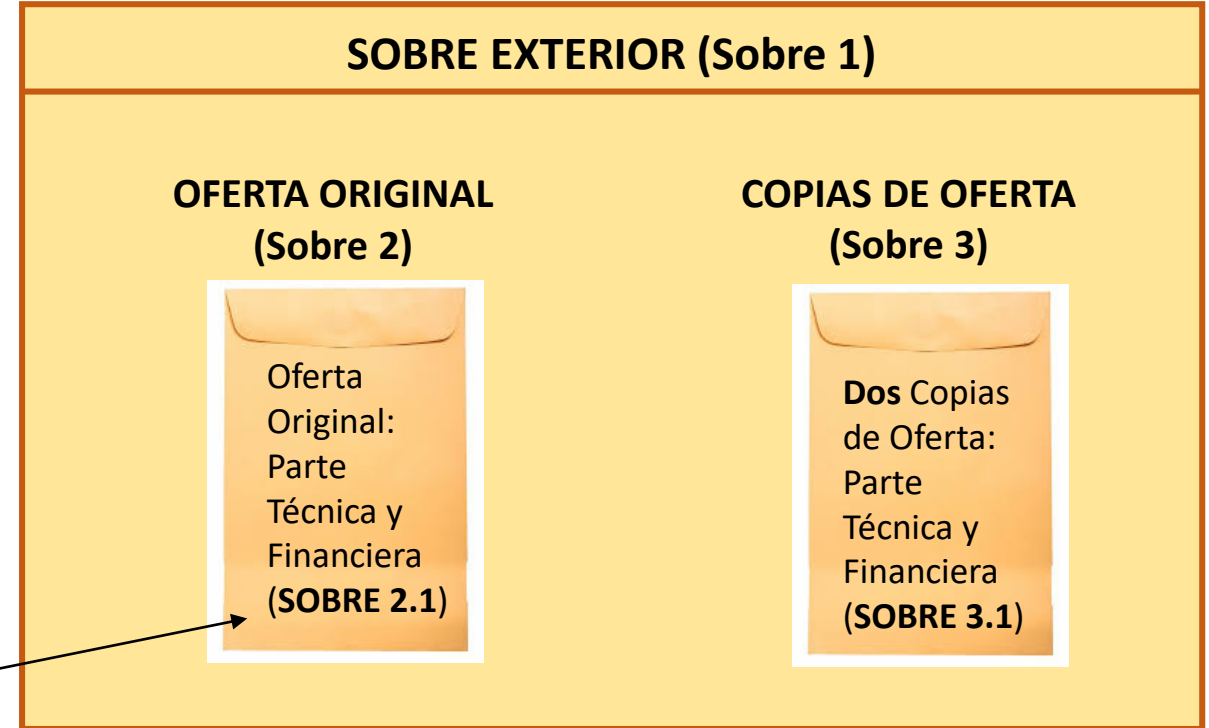 SOBRE EXTERIOR (Sobre 1)
OFERTA ORIGINAL
(Sobre 2)
Oferta
Original:
Parte
Técnica y
Financiera
(SOBRE 2.1)
COPIAS DE OFERTA
(Sobre 3)
Dos Copias
de Oferta:
Parte
Técnica y
Financiera
(SOBRE 3.1)